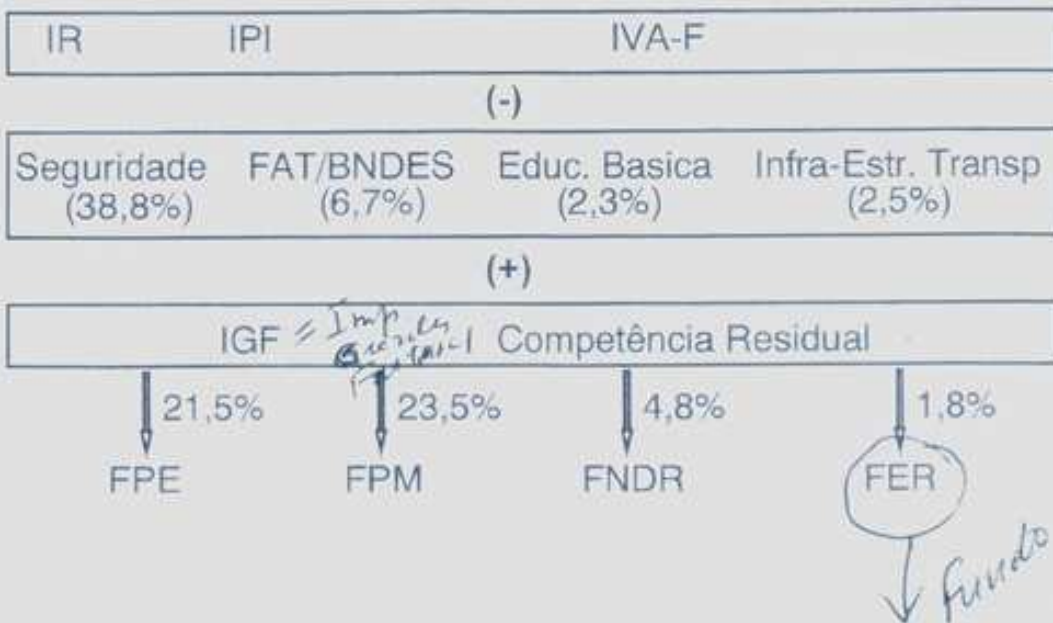 IR IPI IVA-F
(-)
Seguridade FAT/BNDES Educ. Basica Infra-Estr. Transp
(38,8%) (6,7%) (2,3%) (2,5%)
(+)
IGF = Imp. Competência Residual
21,5% 23,5% 4,8% 1,8%
FPE FPM FNDR FER
Fundo